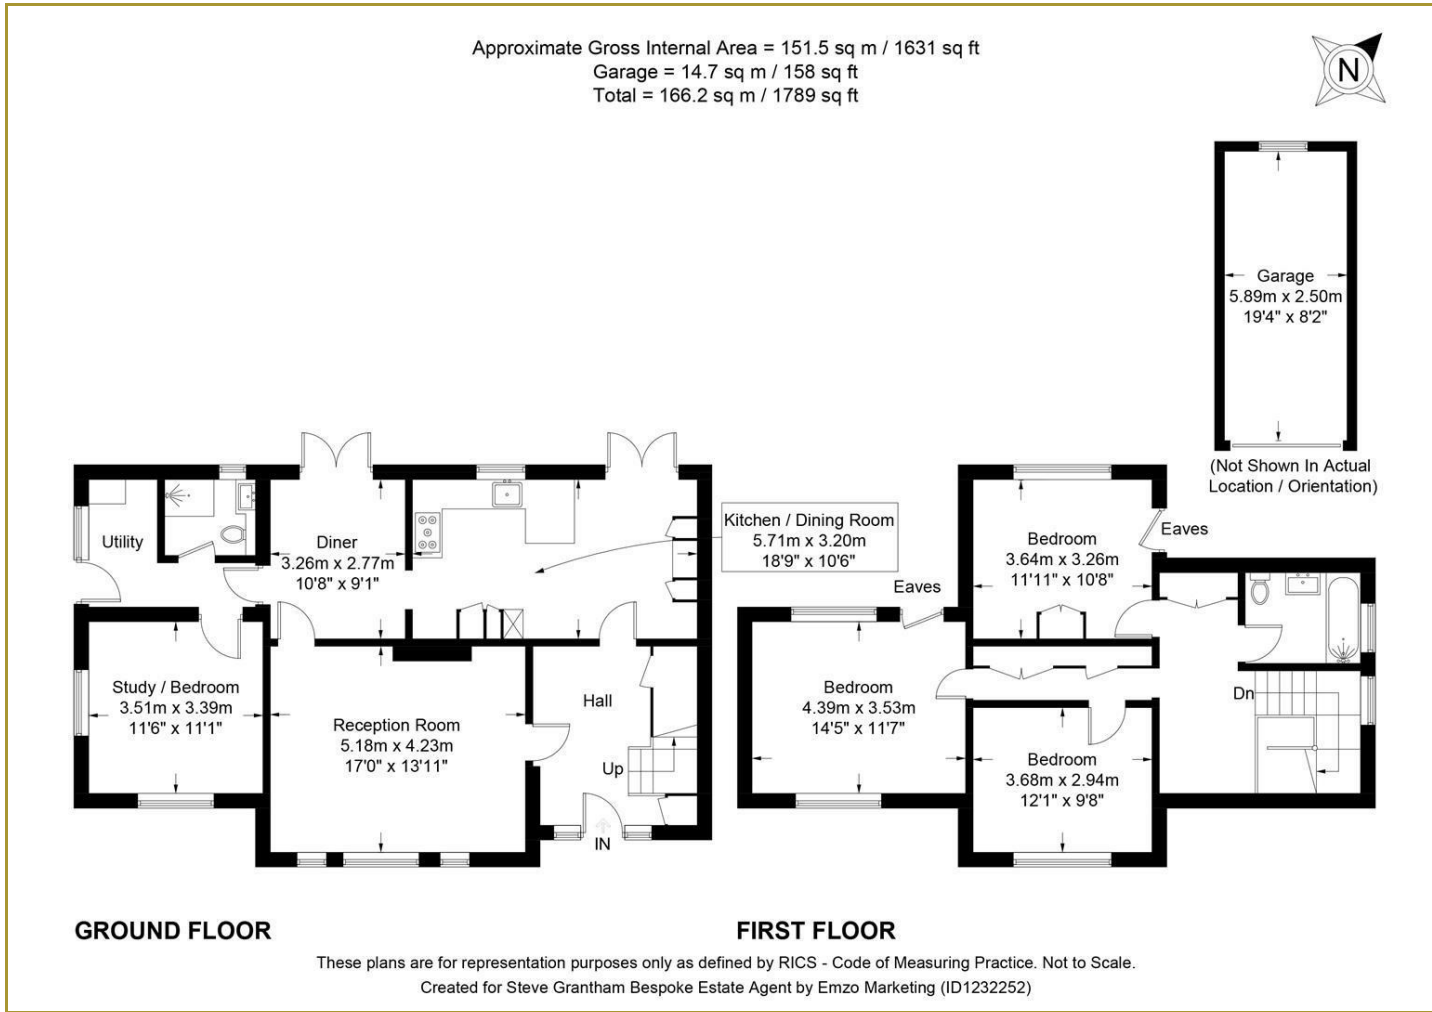 Approximate Gross Internal Area = 151.5 sq m / 1631 sq ft
Garage = 14.7 sq m / 158 sq ft
Total = 166.2 sq m / 1789 sq ft
N
Garage
5.89m x 2.50m
19'4" x 8'2"
(Not Shown In Actual
Location / Orientation)
Utility
Diner
3.26m x 2.77m
10'8" x 9'1"
Kitchen / Dining Room
5.71m x 3.20m
18'9" x 10'6"
Study / Bedroom
3.51m x 3.39m
11'6" x 11'1"
Reception Room
5.18m x 4.23m
17'0" x 13'11"
Hall
Up
IN
Eaves
Bedroom
3.64m x 3.26m
11'11" x 10'8"
Eaves
Bedroom
4.39m x 3.53m
14'5" x 11'7"
Dn
Bedroom
3.68m x 2.94m
12'1" x 9'8"
GROUND FLOOR
FIRST FLOOR
These plans are for representation purposes only as defined by RICS - Code of Measuring Practice. Not to Scale.
Created for Steve Grantham Bespoke Estate Agent by Emzo Marketing (ID1232252)